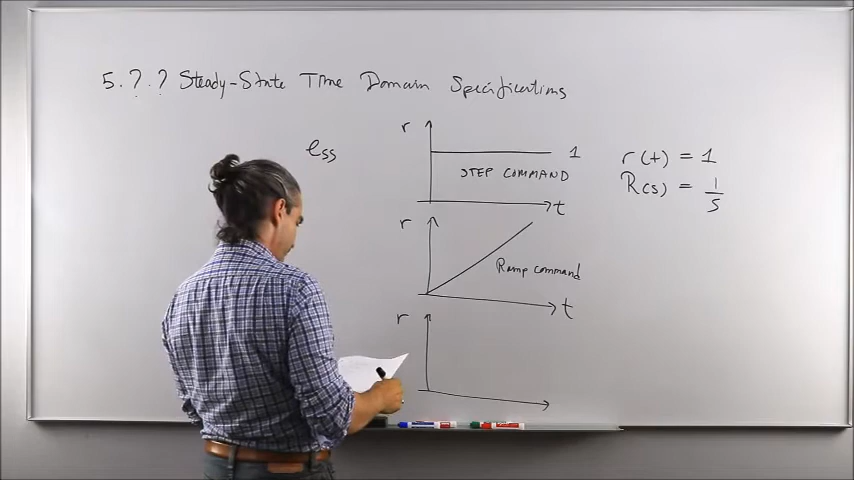 5.?.? Steady-State Time Domain Specifications
ess
r
1
STEP COMMAND
t
r(t) = 1
R(s) = 1/s
r
Ramp command
t
r